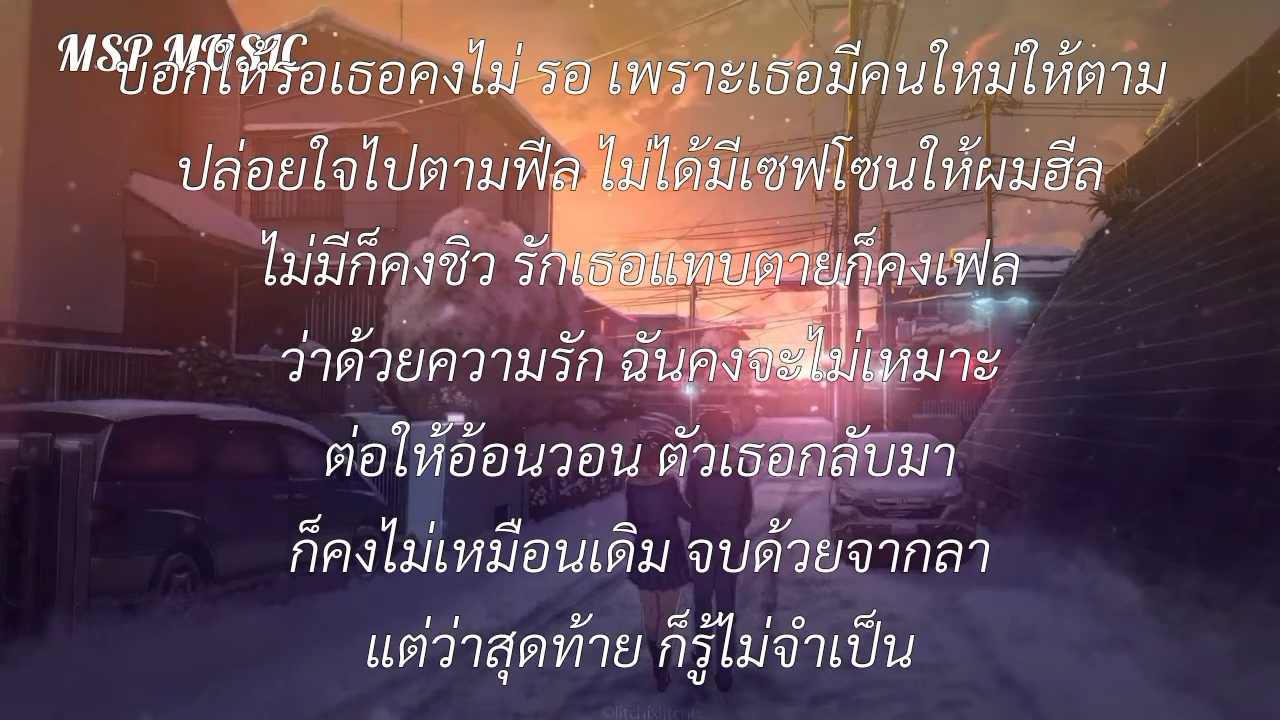 MSP MUSIC
บอกให้รอเธอคงไม่ รอ เพราะเธอมีคนใหม่ให้ตาม
ปล่อยใจไปตามฟีล ไม่ได้มีเซฟโซนให้ผมฮีล
ไม่มีก็คงชิว รักเธอแทบตายก็คงเฟล
ว่าด้วยความรัก ฉันคงจะไม่เหมาะ
ต่อให้อ้อนวอน ตัวเธอกลับมา
ก็คงไม่เหมือนเดิม จบด้วยจากลา
แต่ว่าสุดท้าย ก็รู้ไม่จำเป็น